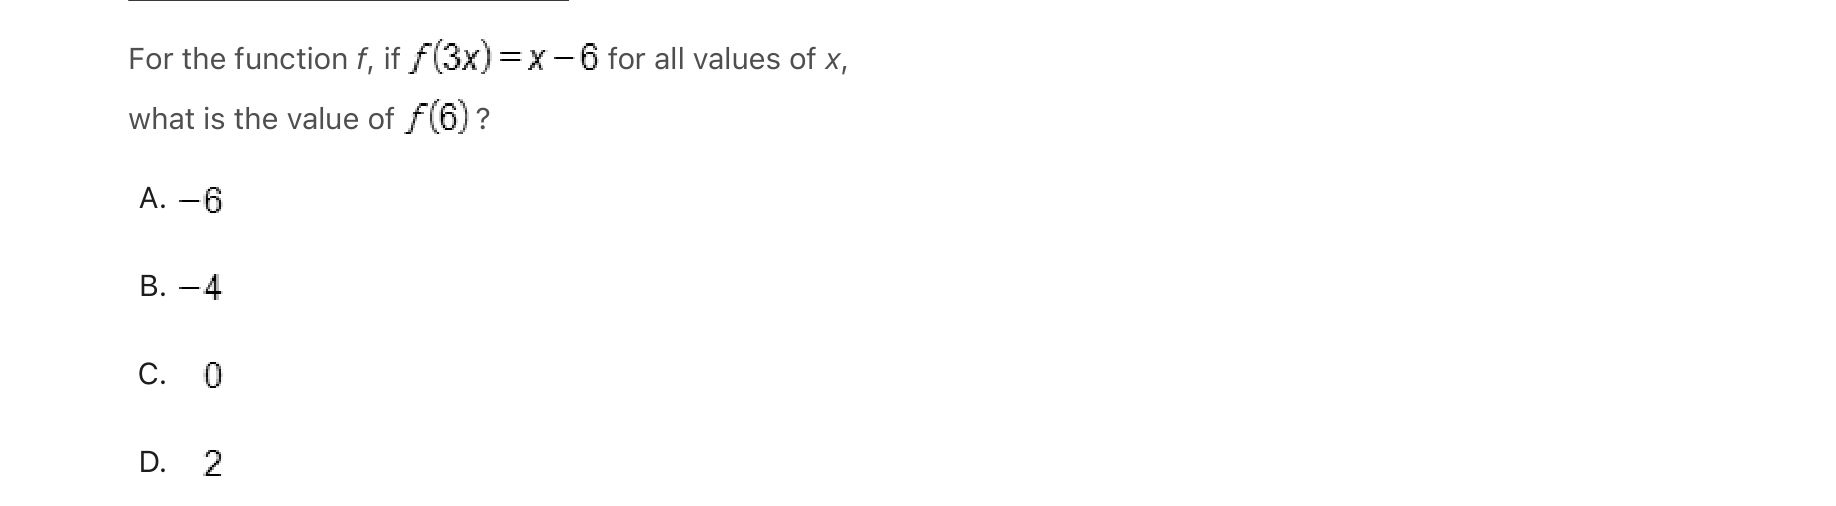 For the function f, if f(3x)=x−6 for all values of x,
what is the value of f(6)?
A. −6
B. −4
C. 0
D. 2